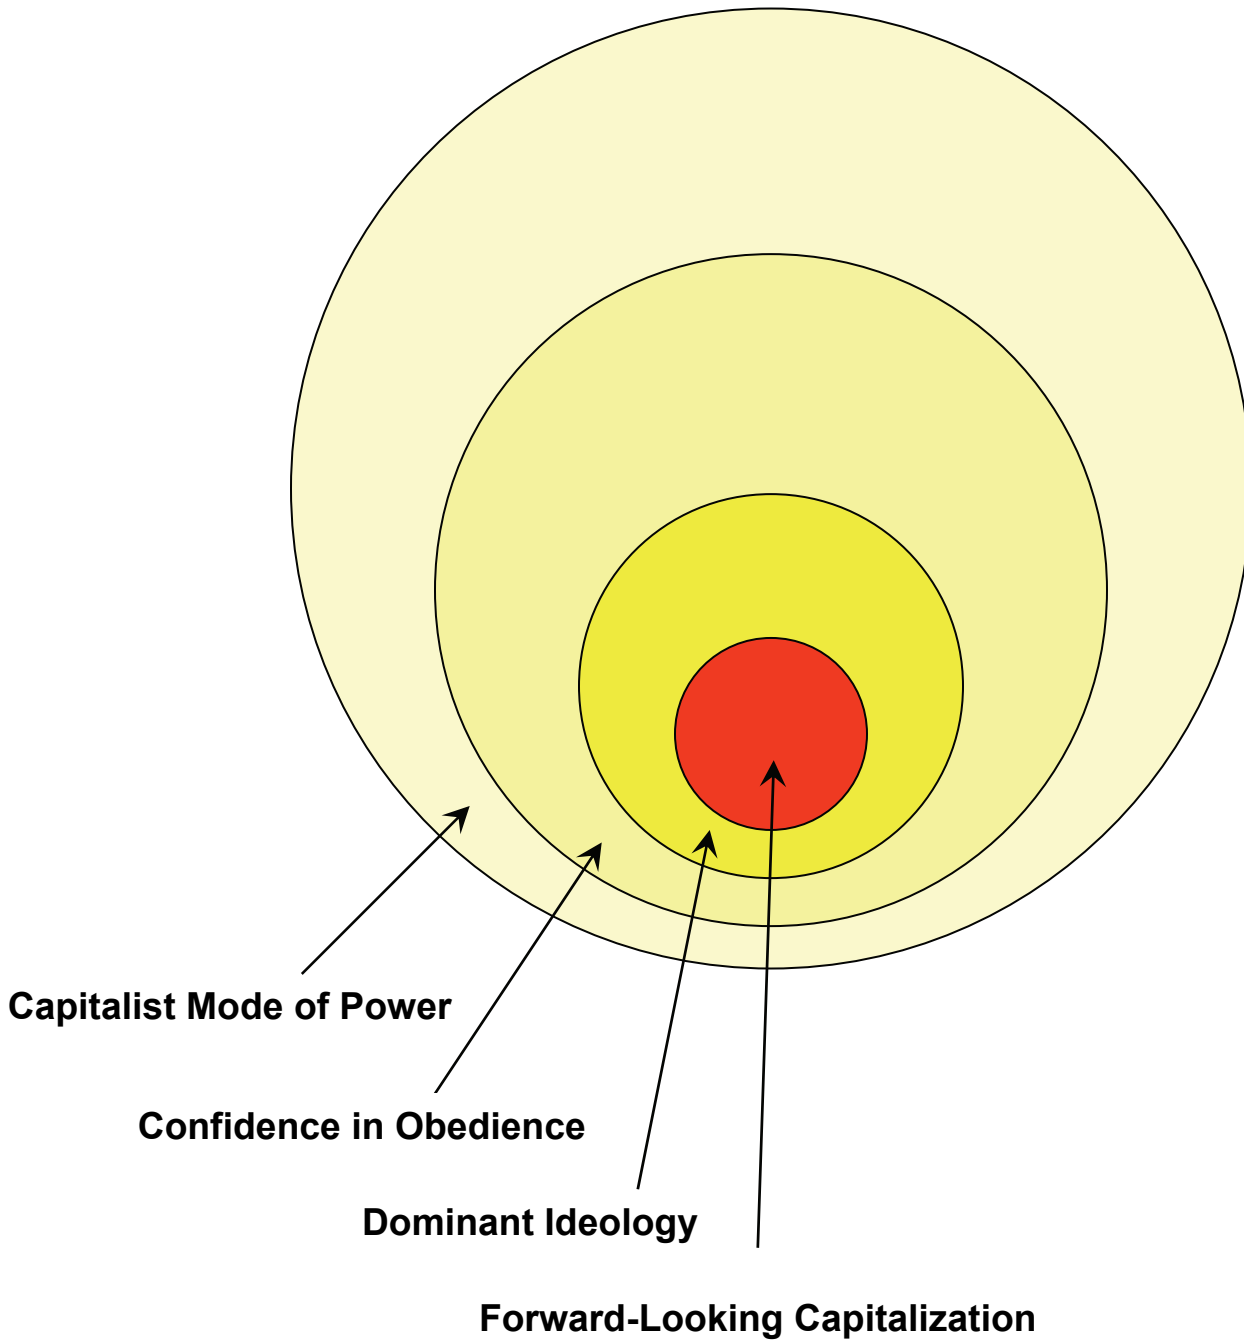 Capitalist Mode of Power
Confidence in Obedience
Dominant Ideology
Forward-Looking Capitalization